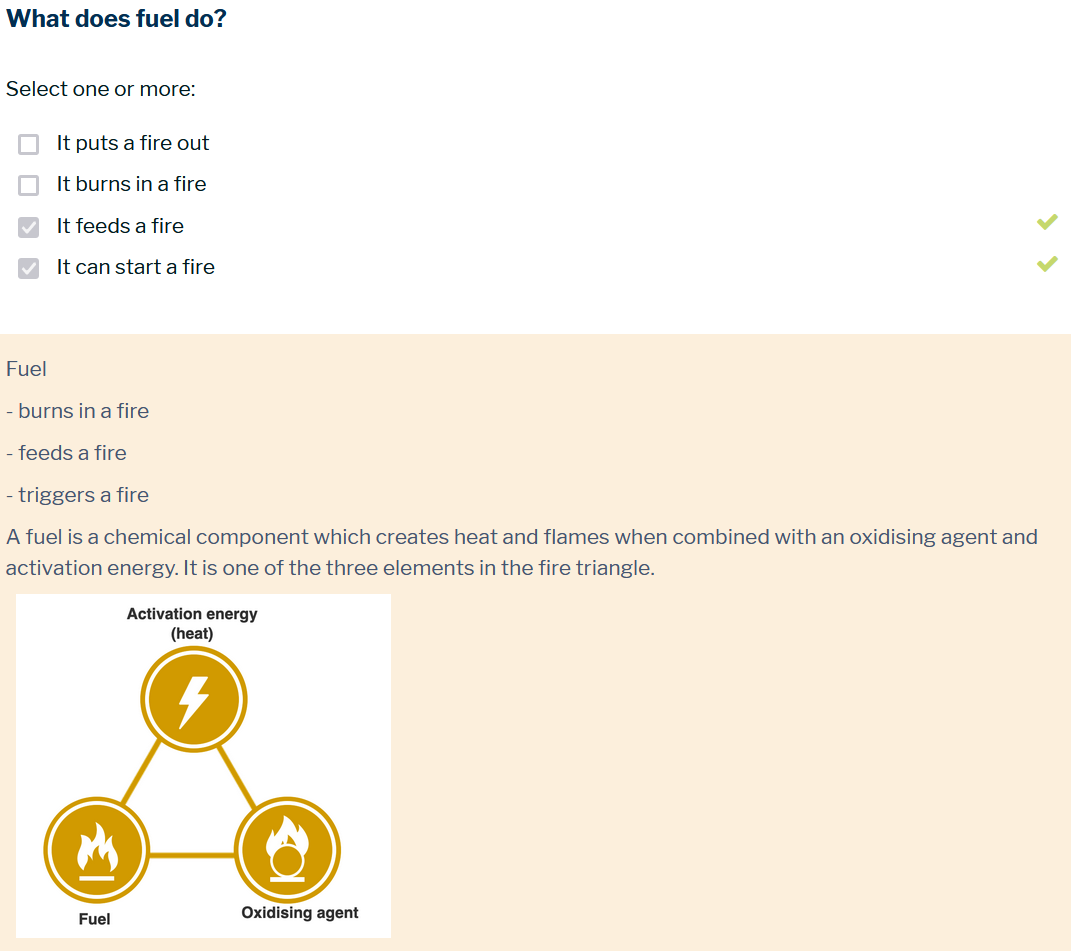 What does fuel do?
Select one or more:
It puts a fire out
It burns in a fire
It feeds a fire
It can start a fire
Fuel
- burns in a fire
- feeds a fire
- triggers a fire
A fuel is a chemical component which creates heat and flames when combined with an oxidising agent and
activation energy. It is one of the three elements in the fire triangle.
Activation energy
(heat)
Fuel
Oxidising agent